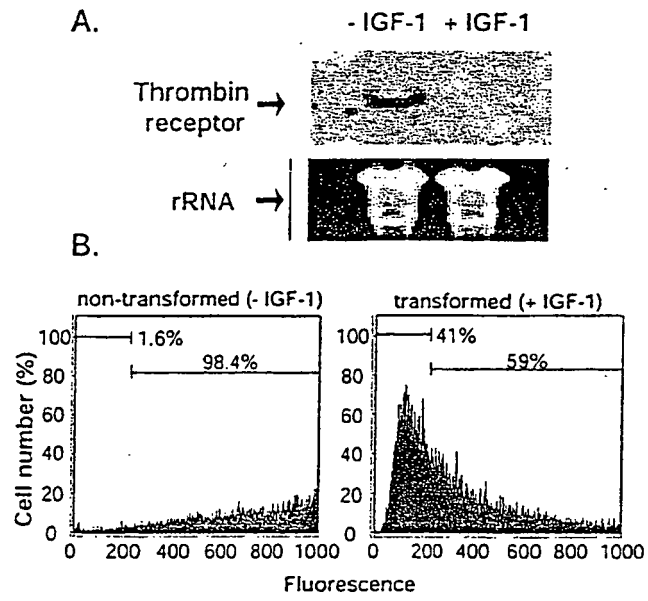 A.
- IGF-1 + IGF-1
Thrombin
receptor
rRNA
B.
non-transformed (- IGF-1)
transformed (+ IGF-1)
Cell number (%)
100
80
60
40
20
0
1.6%
98.4%
0 200 400 600 800 1000
100
80
60
40
20
0
41%
59%
0 200 400 600 800 1000
Fluorescence